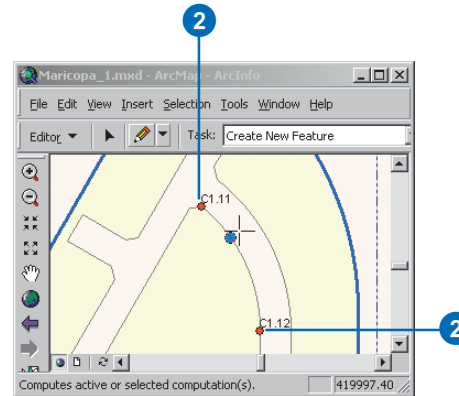 2
Maricopa_1.mxd - ArcMap - ArcInfo
File Edit View Insert Selection Tools Window Help
Editor Task: Create New Feature
C1.11
C1.12
2
Computes active or selected computation(s). 419997.40